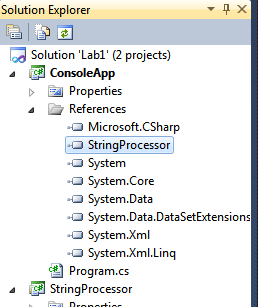 Solution Explorer
Solution 'Lab1' (2 projects)
ConsoleApp
Properties
References
Microsoft.CSharp
StringProcessor
System
System.Core
System.Data
System.Data.DataSetExtensions
System.Xml
System.Xml.Linq
Program.cs
StringProcessor
Properties